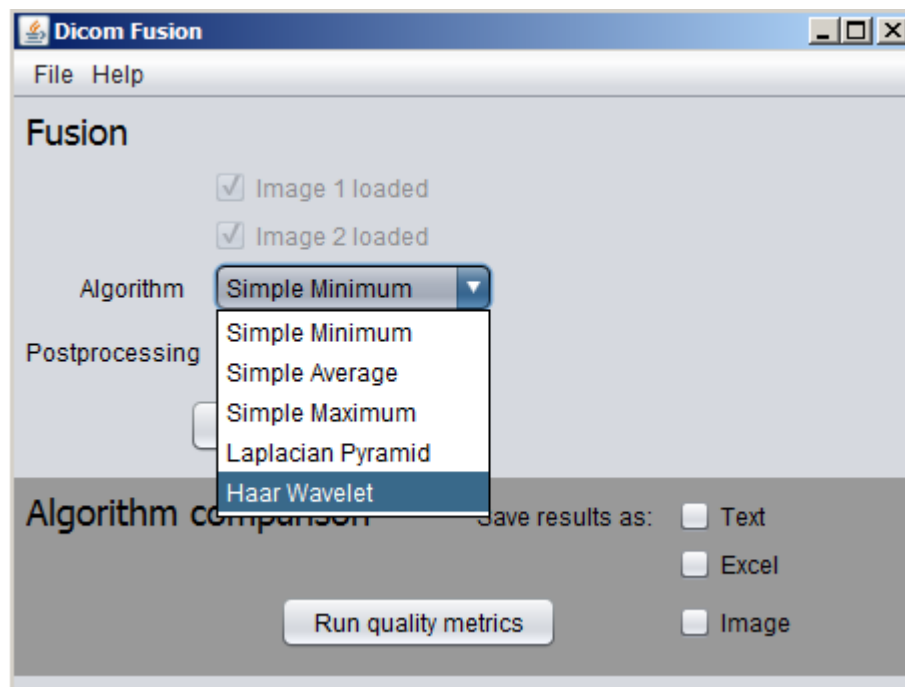 Dicom Fusion
File Help
Fusion
Image 1 loaded
Image 2 loaded
Algorithm Simple Minimum
Simple Minimum
Postprocessing
Simple Average
Simple Maximum
Laplacian Pyramid
Haar Wavelet
Algorithm comparison Save results as: Text
Excel
Run quality metrics Image